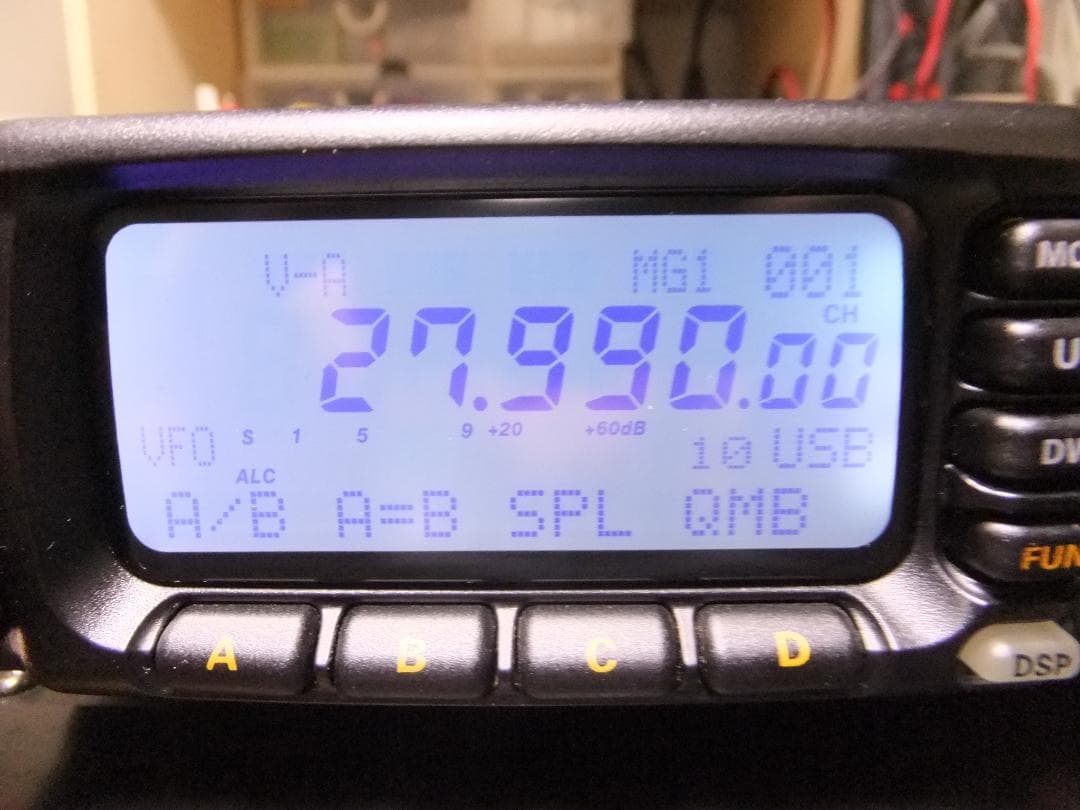 V-A MG1 001
CH
27.990.00
VFO S 1 5 9 +20 +60dB 10 USB
ALC
A/B A=B SPL QMB
A B C D
DSP